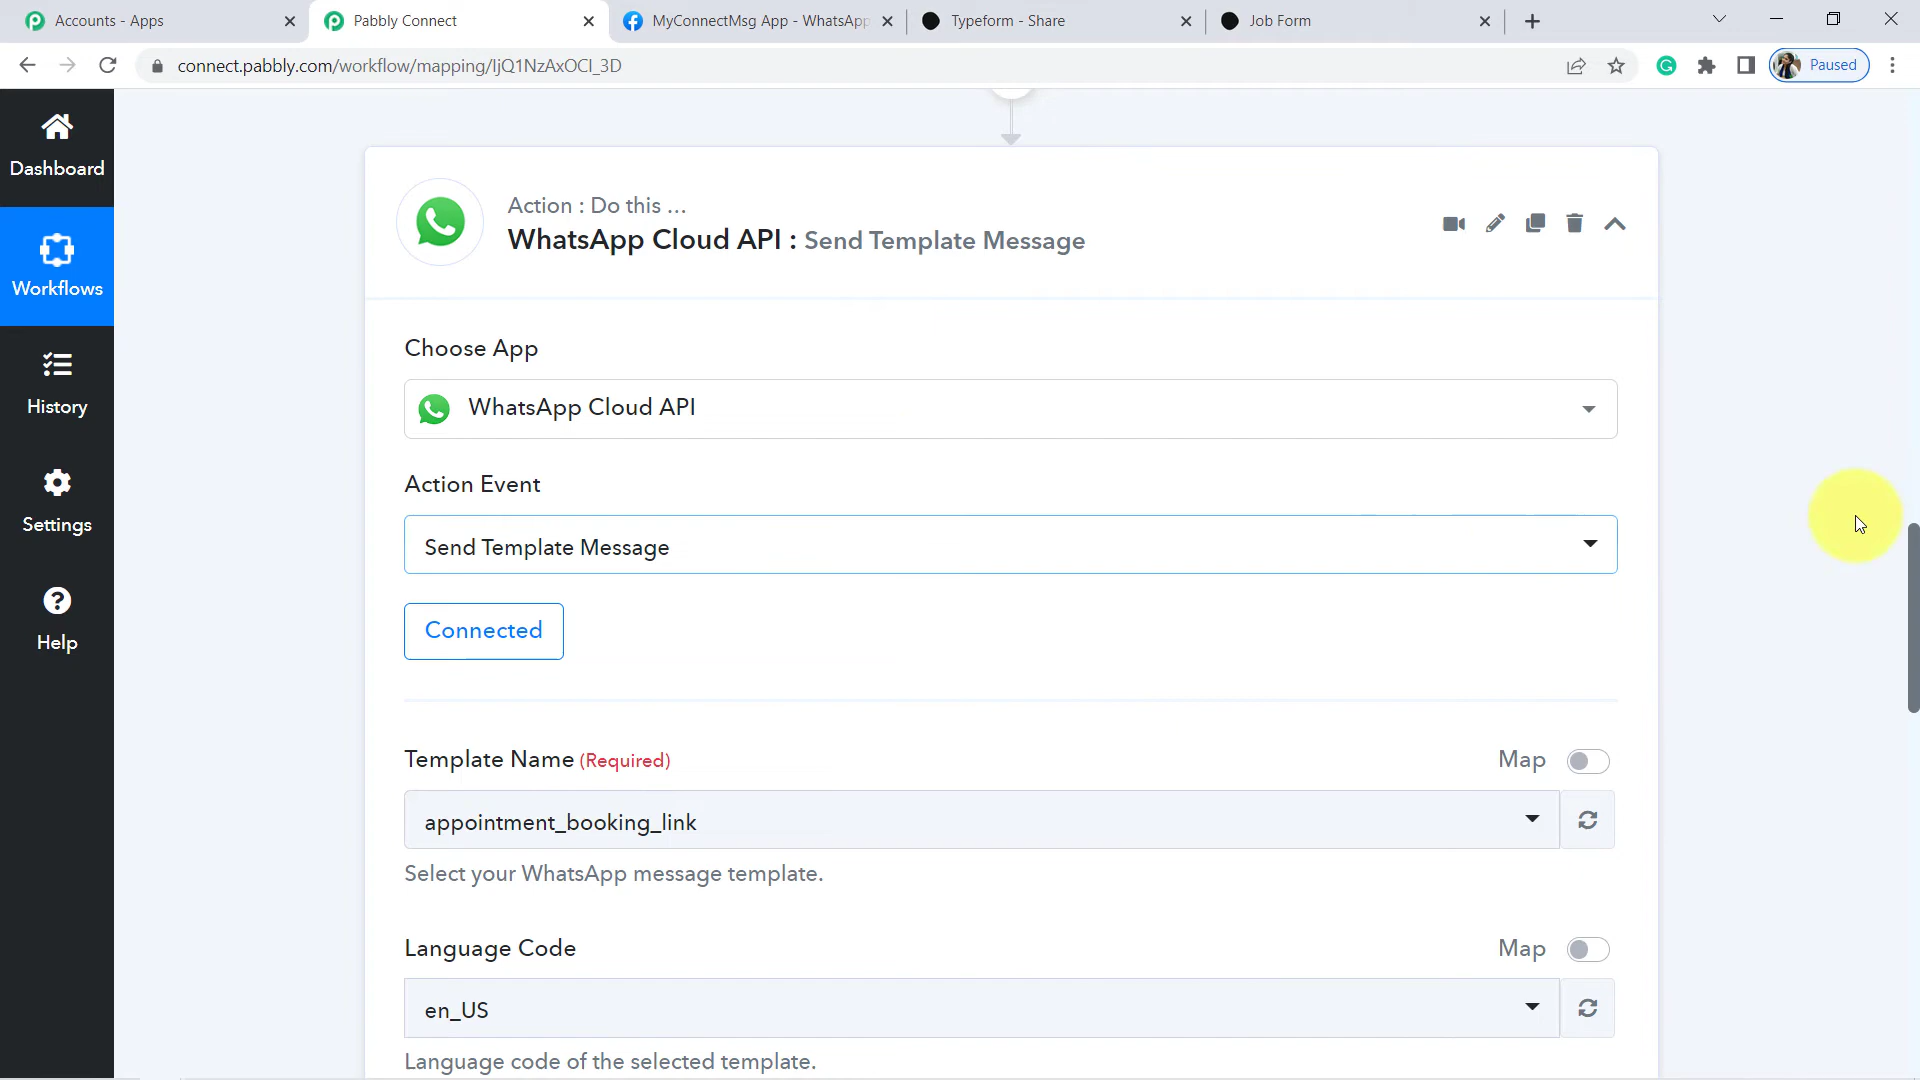 Accounts - Apps
Pabbly Connect
MyConnectMsg App - WhatsApp
Typeform - Share
Job Form
connect.pabbly.com/workflow/mapping/IjQ1NzAxOCI_3D
Paused
Dashboard
Workflows
History
Settings
Help
Action : Do this ...
WhatsApp Cloud API : Send Template Message
Choose App
WhatsApp Cloud API
Action Event
Send Template Message
Connected
Template Name (Required)
Map
appointment_booking_link
Select your WhatsApp message template.
Language Code
Map
en_US
Language code of the selected template.